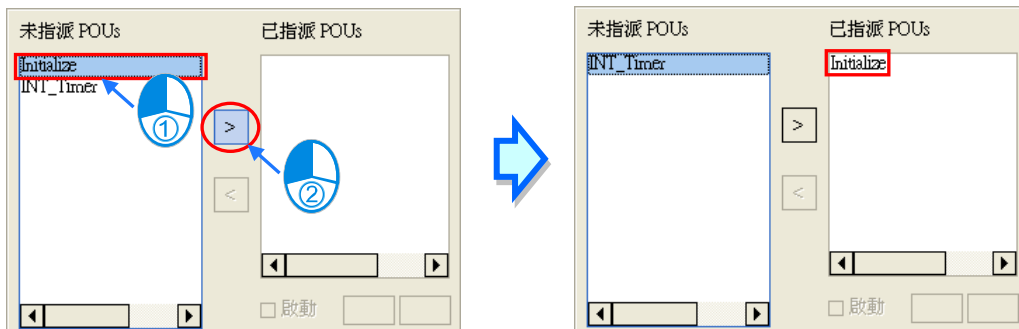 未指派 POUs
已指派 POUs
Initialize
INT_Timer
①
>
②
<
啟動
未指派 POUs
已指派 POUs
INT_Timer
Initialize
>
<
啟動